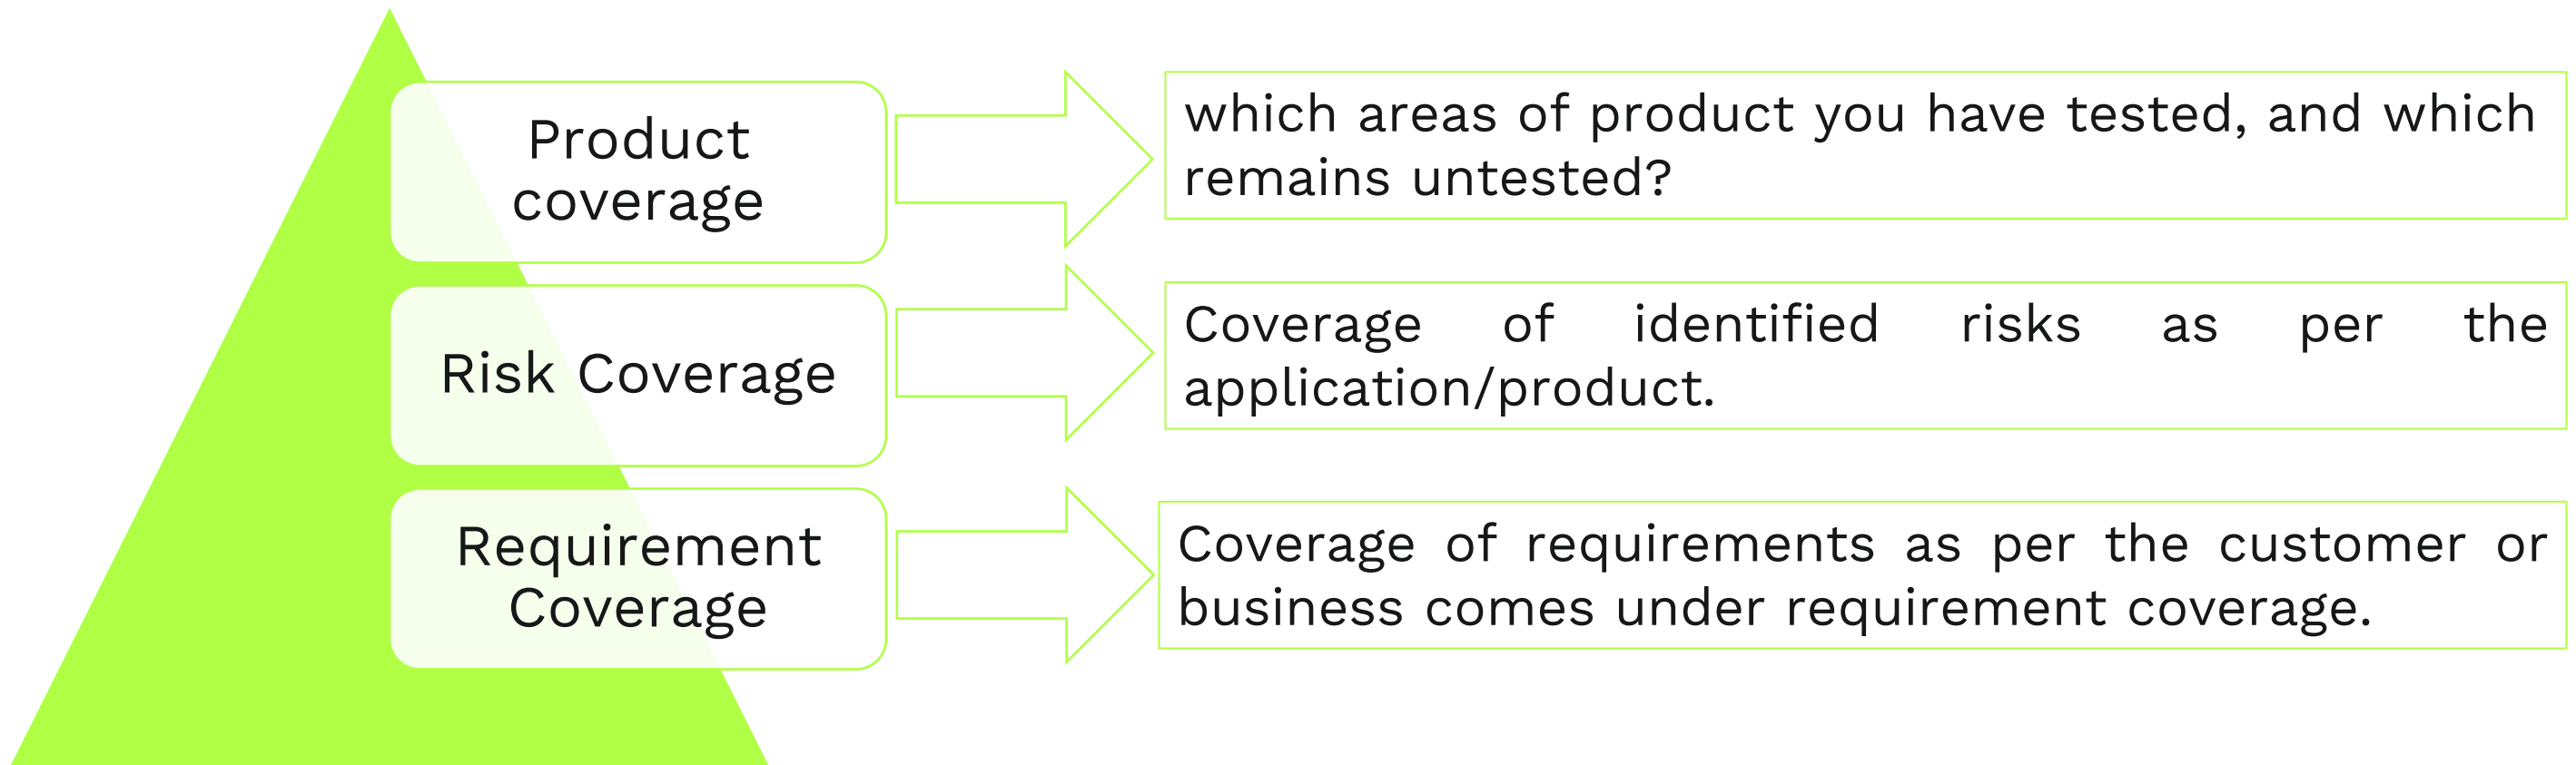 Product
coverage
which areas of product you have tested, and which
remains untested?
Risk Coverage
Coverage of identified risks as per the
application/product.
Requirement
Coverage
Coverage of requirements as per the customer or
business comes under requirement coverage.